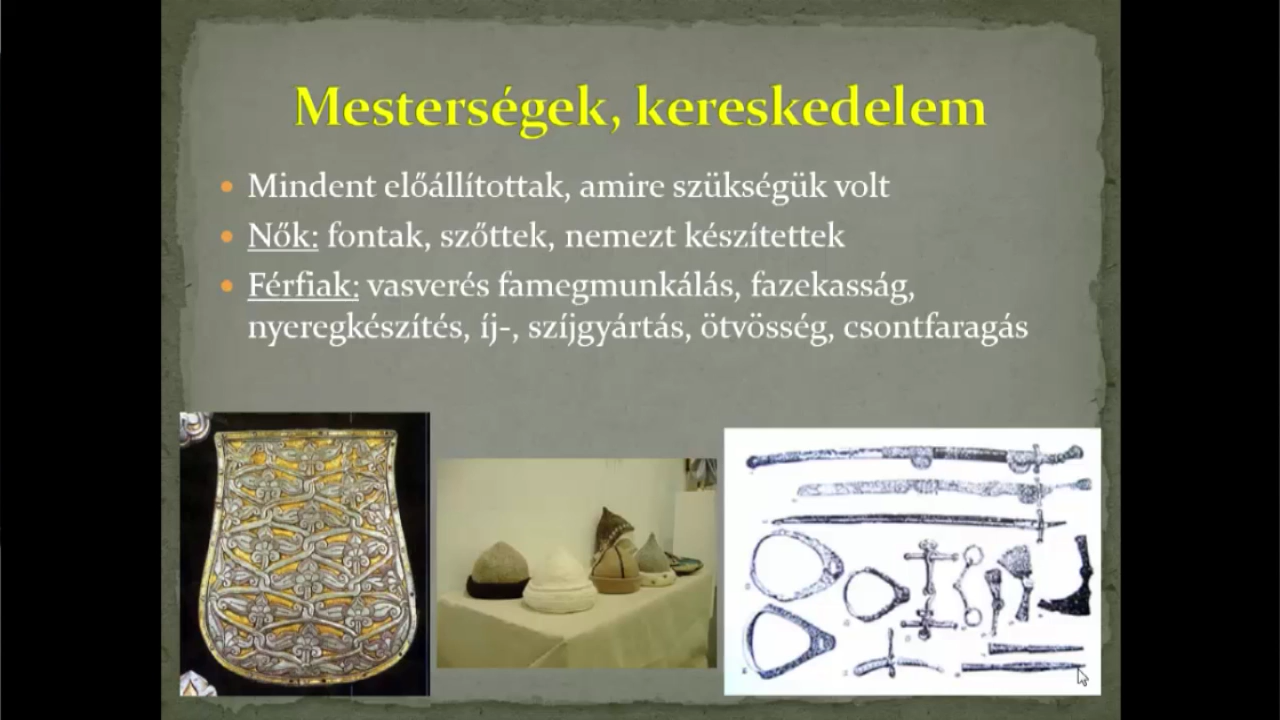 Mesterségek, kereskedelem
Mindent előállítottak, amire szükségük volt
Nők: fontak, szőttek, nemezt készítettek
Férfiak: vasverés famegmunkálás, fazekasság,
nyeregkészítés, íj-, szíjgyártás, ötvösség, csontfaragás